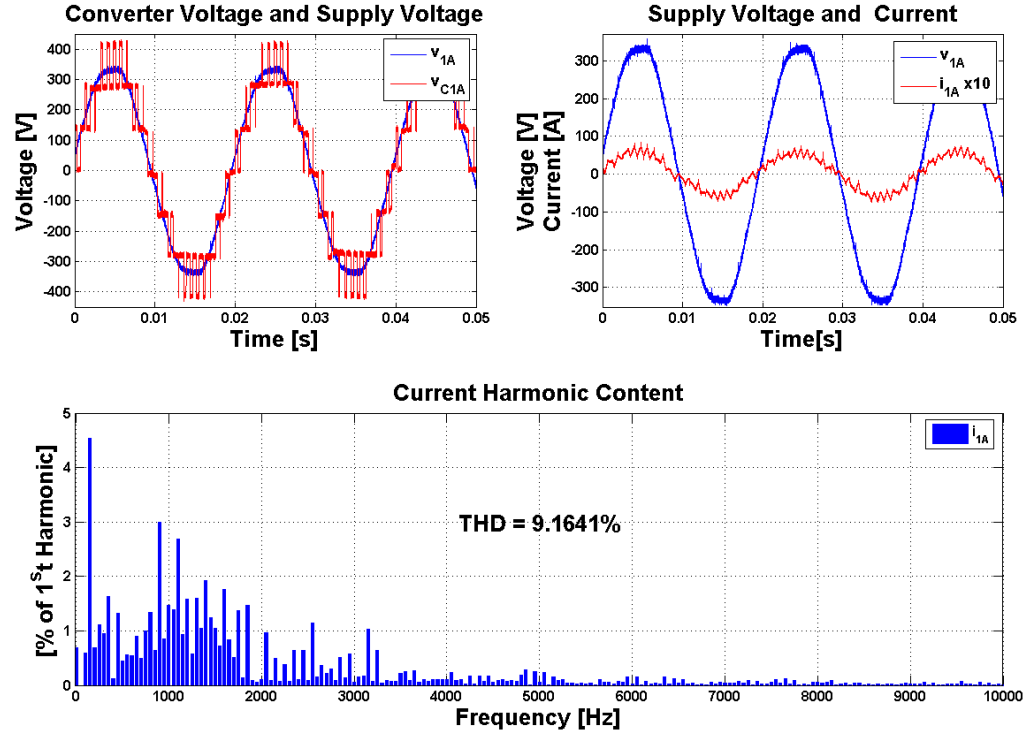 Converter Voltage and Supply Voltage
Voltage [V]
400
300
200
100
0
-100
-200
-300
-400
0
0.01
0.02
0.03
0.04
0.05
Time [s]
v1A
vC1A
Supply Voltage and Current
Voltage [V]
Current [A]
300
200
100
0
-100
-200
-300
0
0.01
0.02
0.03
0.04
0.05
Time[s]
v1A
i1A x10
Current Harmonic Content
[% of 1St Harmonic]
5
4
3
2
1
0
THD = 9.1641%
i1A
0
1000
2000
3000
4000
5000
6000
7000
8000
9000
10000
Frequency [Hz]